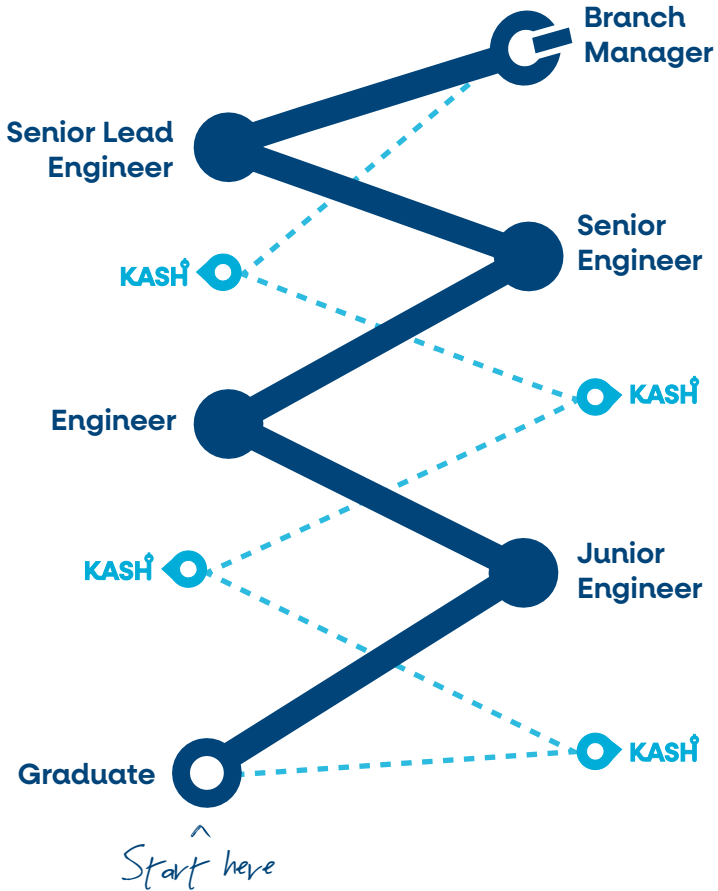 Branch
Manager
Senior Lead
Engineer
Senior
Engineer
KASH
KASH
Engineer
Junior
Engineer
KASH
KASH
Graduate
Start here